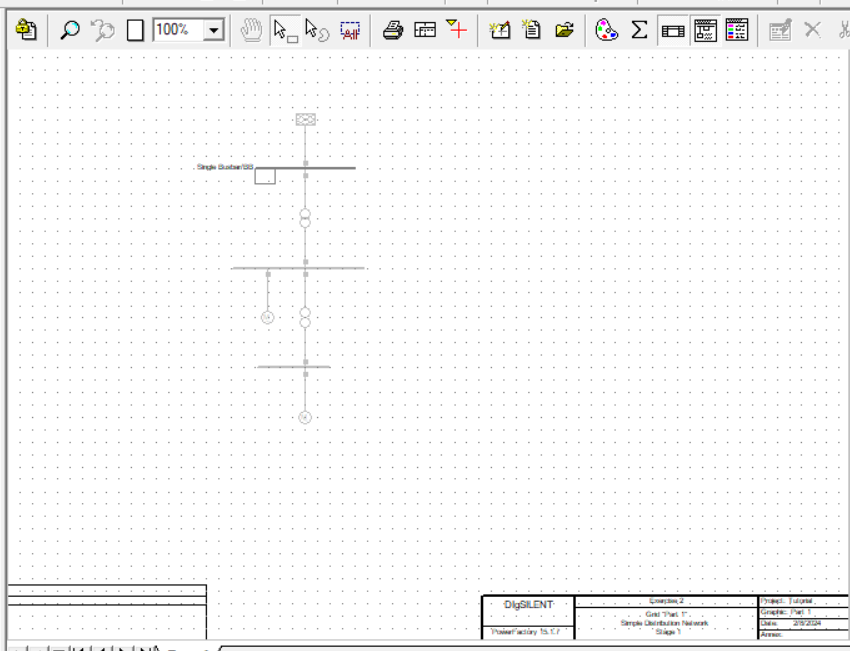 100%
Single Busbar/BB
DIgSILENT
PowerFactory 15.1.7
Exercise 2
Grid "Part 1"
Simple Distribution Network
Stage 1
Project: Tutorial
Graphic: Part 1
Date: 2/8/2024
Annex: